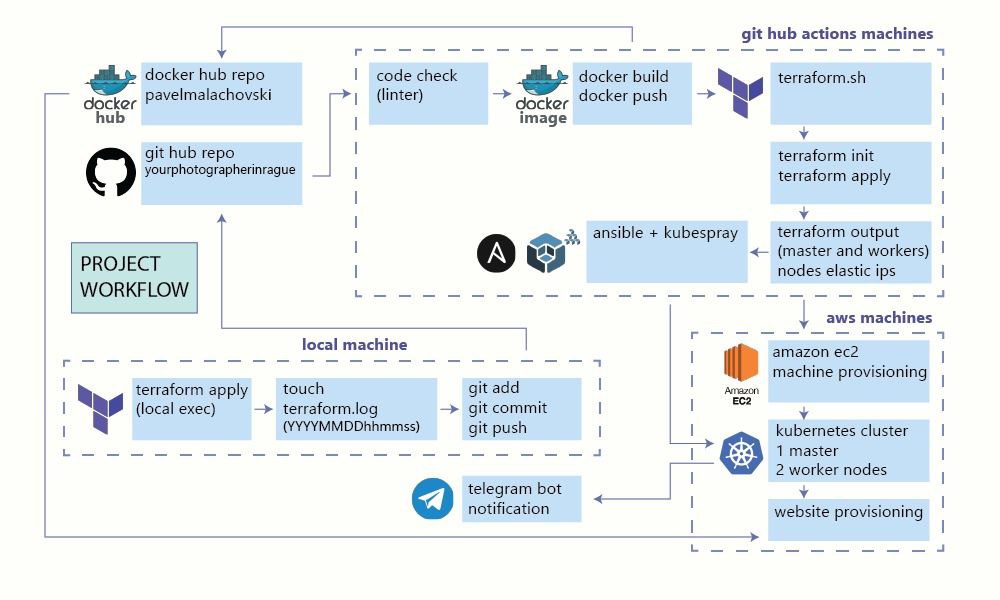 git hub actions machines
docker hub repo
pavelmalachovski
docker
hub
git hub repo
yourphotographerinrague
code check
(linter)
docker
image
docker build
docker push
terraform.sh
terraform init
terraform apply
terraform output
(master and workers)
nodes elastic ips
ansible + kubespray
A
PROJECT
WORKFLOW
local machine
terraform apply
(local exec)
touch
terraform.log
(YYYYMMDDhhmmss)
git add
git commit
git push
aws machines
Amazon
EC2
amazon ec2
machine provisioning
kubernetes cluster
1 master
2 worker nodes
website provisioning
telegram bot
notification